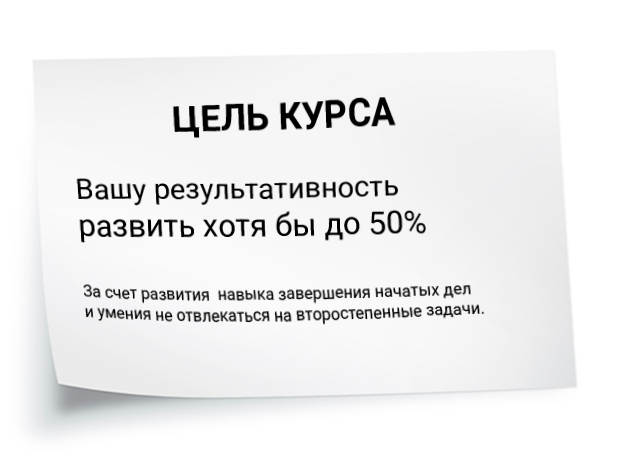 ЦЕЛЬ КУРСА
Вашу результативность
развить хотя бы до 50%
За счет развития навыка завершения начатых дел
и умения не отвлекаться на второстепенные задачи.